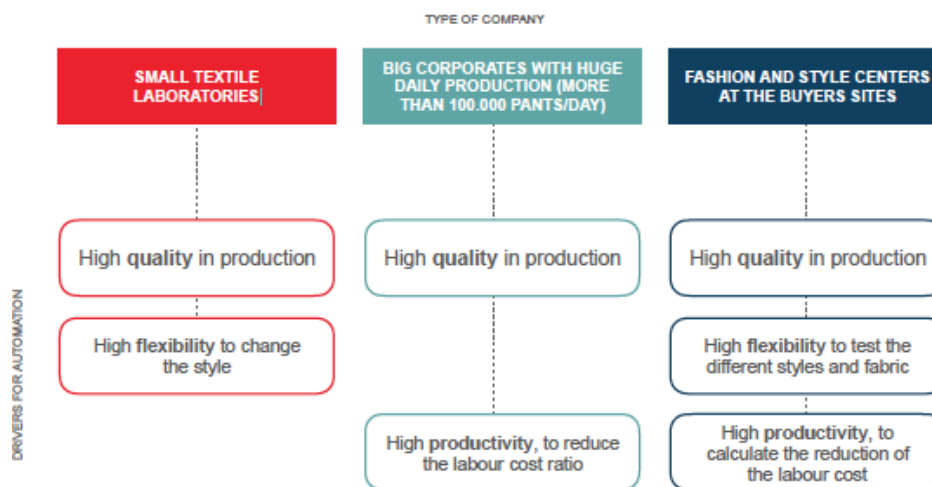 TYPE OF COMPANY
SMALL TEXTILE
LABORATORIES
BIG CORPORATES WITH HUGE
DAILY PRODUCTION (MORE
THAN 100.000 PANTS/DAY)
FASHION AND STYLE CENTERS
AT THE BUYERS SITES
DRIVERS FOR AUTOMATION
High quality in production
High quality in production
High quality in production
High flexibility to change
the style
High flexibility to test the
different styles and fabric
High productivity, to reduce
the labour cost ratio
High productivity, to
calculate the reduction of
the labour cost